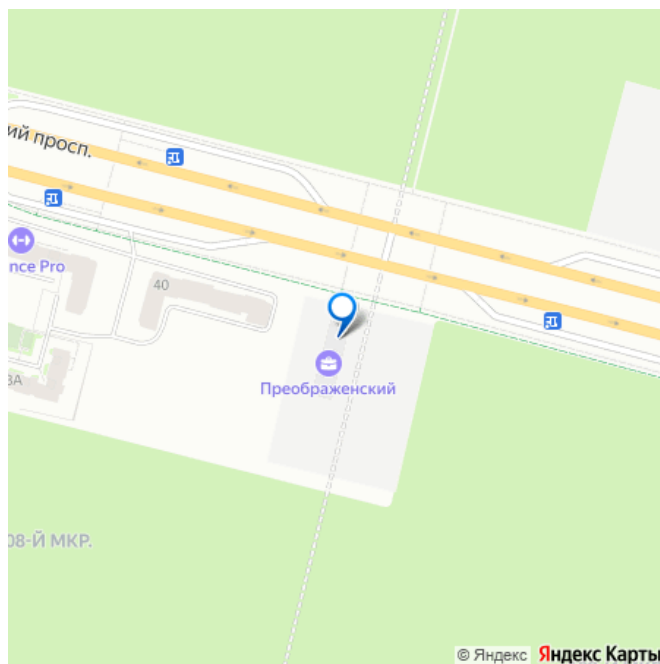 ий просп.
nce Pro
40
3А
Преображенский
08-Й МКР.
© Яндекс Яндекс Карты